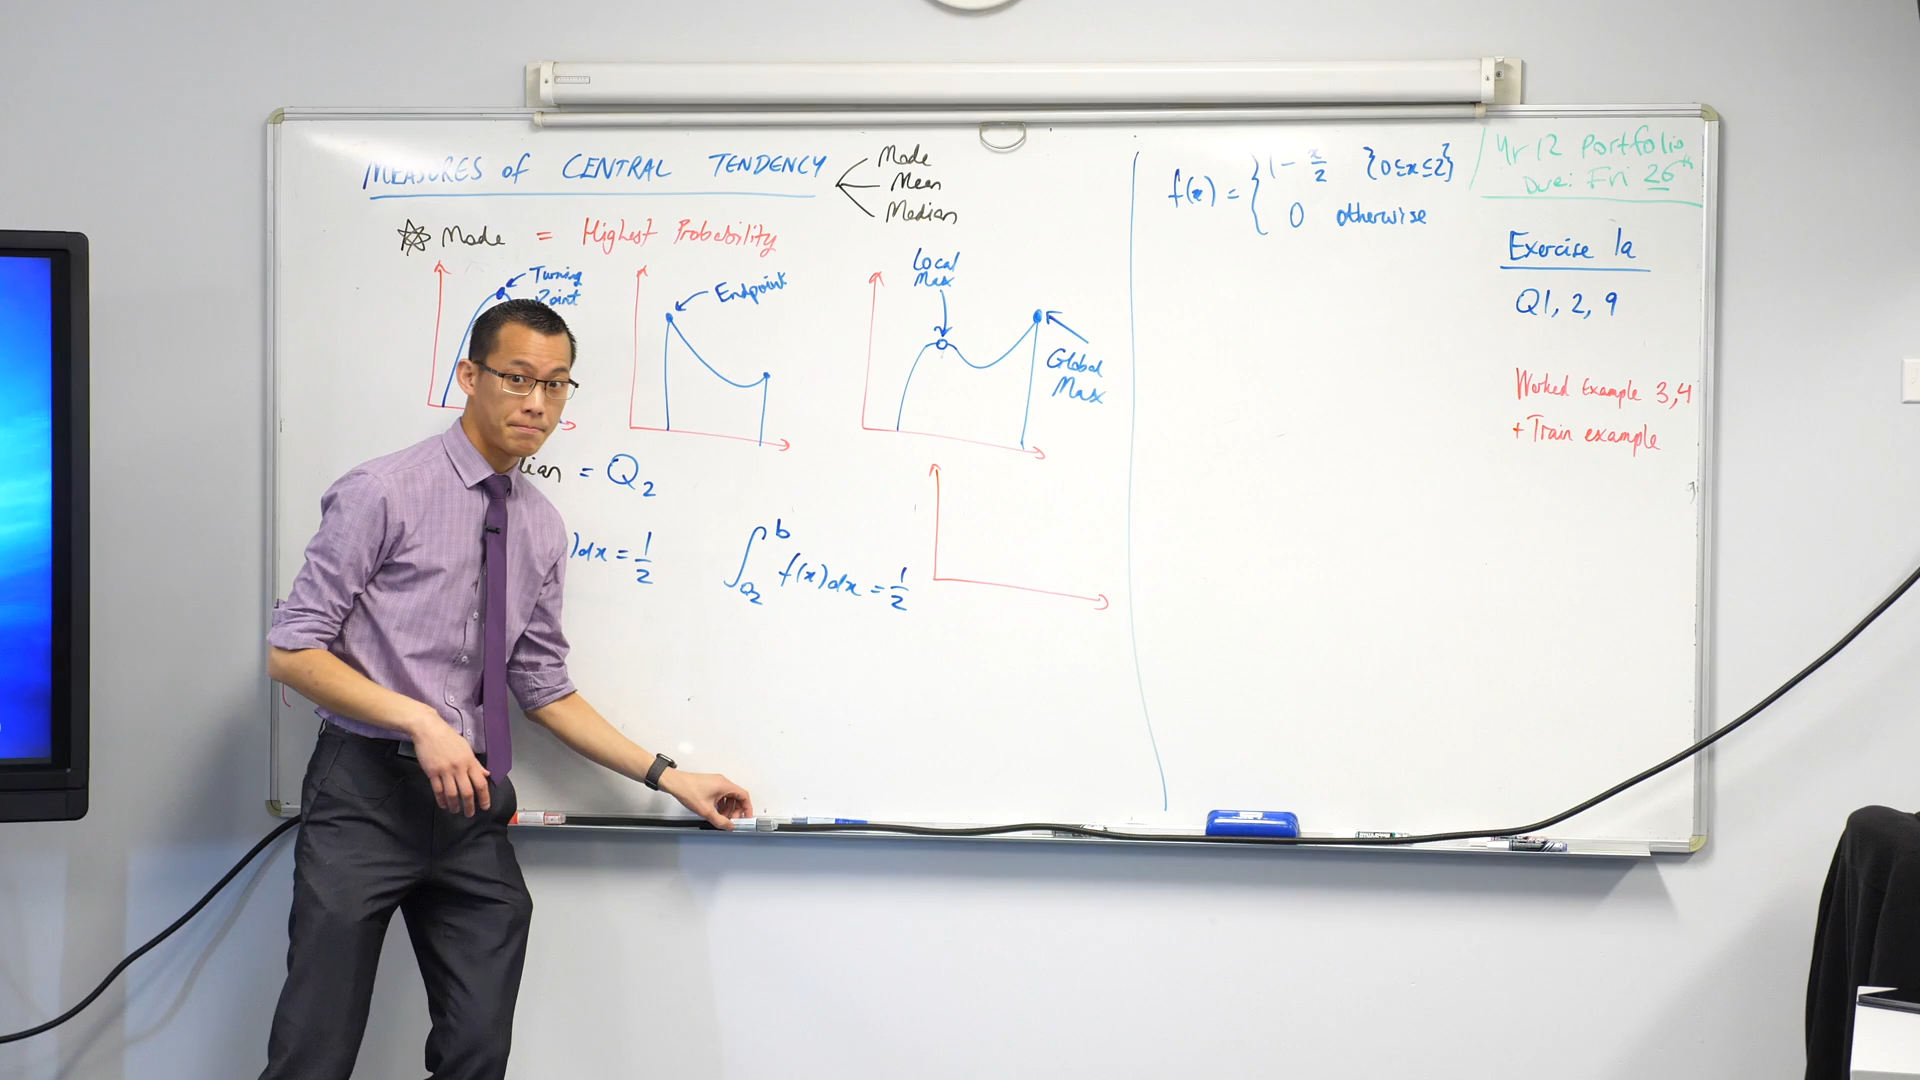 MEASURES of CENTRAL TENDENCY
Mode
Mean
Median
Mode = Highest Probability
Turning
Point
Endpoint
Local
Max
Global
Max
dian = Q₂
)dx = 1/2
∫_{Q₂}^{b} f(x)dx = 1/2
f(x) = { 1 - x/2 {0≤x≤2}
0 otherwise
Yr 12 Portfolio
Due: Fri 26th
Exercise 1a
Q1, 2, 9
Worked Example 3,4
+ Train example